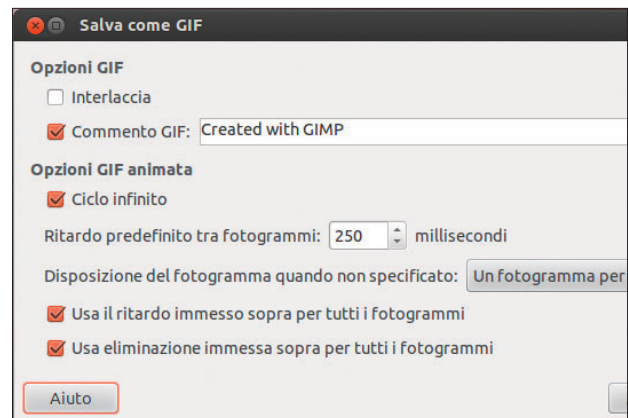 Salva come GIF
Opzioni GIF
Interlaccia
Commento GIF: Created with GIMP
Opzioni GIF animata
Ciclo infinito
Ritardo predefinito tra fotogrammi: 250 millisecondi
Disposizione del fotogramma quando non specificato: Un fotogramma per
Usa il ritardo immesso sopra per tutti i fotogrammi
Usa eliminazione immessa sopra per tutti i fotogrammi
Aiuto